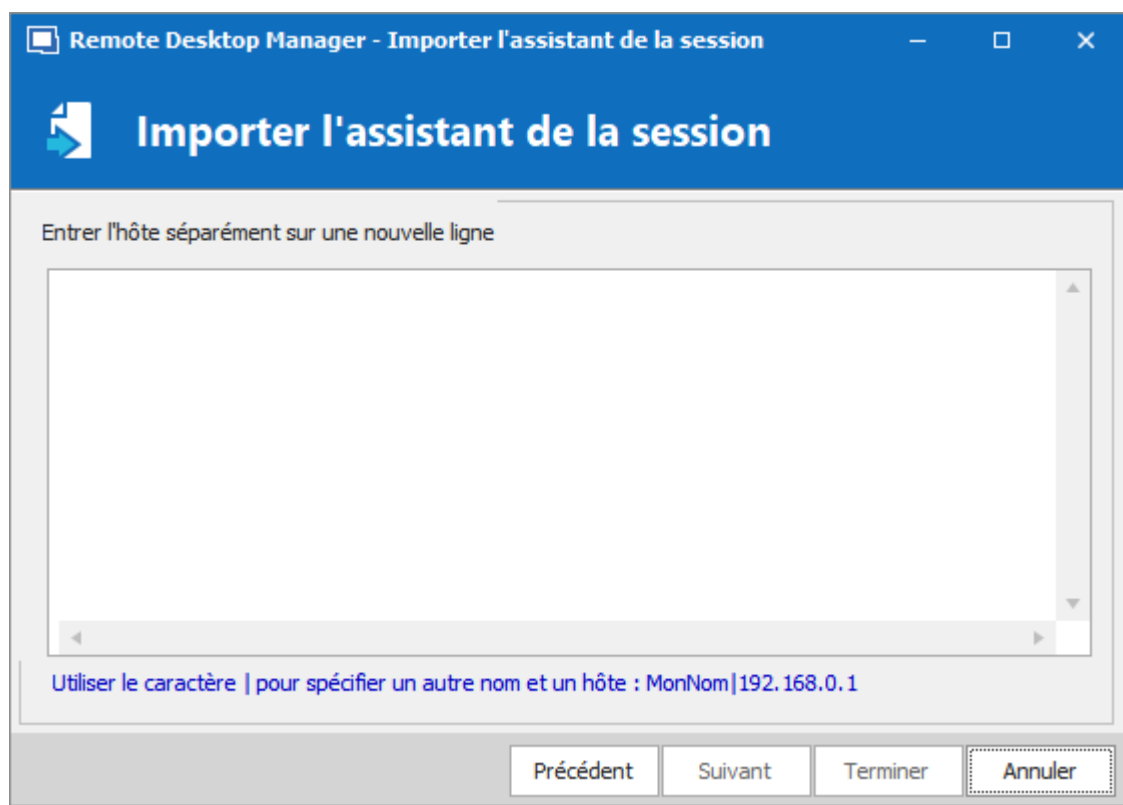 Remote Desktop Manager - Importer l'assistant de la session
Importer l'assistant de la session
Entrer l'hôte séparément sur une nouvelle ligne
Utiliser le caractère | pour spécifier un autre nom et un hôte : MonNom|192.168.0.1
Précédent Suivant Terminer Annuler